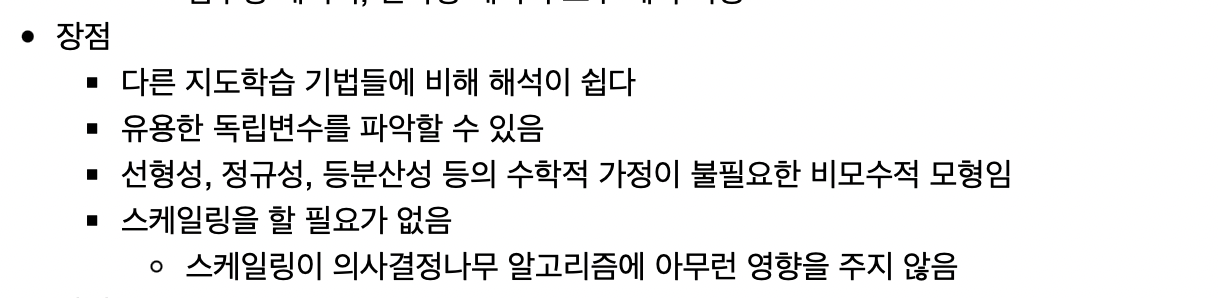 장점
다른 지도학습 기법들에 비해 해석이 쉽다
유용한 독립변수를 파악할 수 있음
선형성, 정규성, 등분산성 등의 수학적 가정이 불필요한 비모수적 모형임
스케일링을 할 필요가 없음
스케일링이 의사결정나무 알고리즘에 아무런 영향을 주지 않음